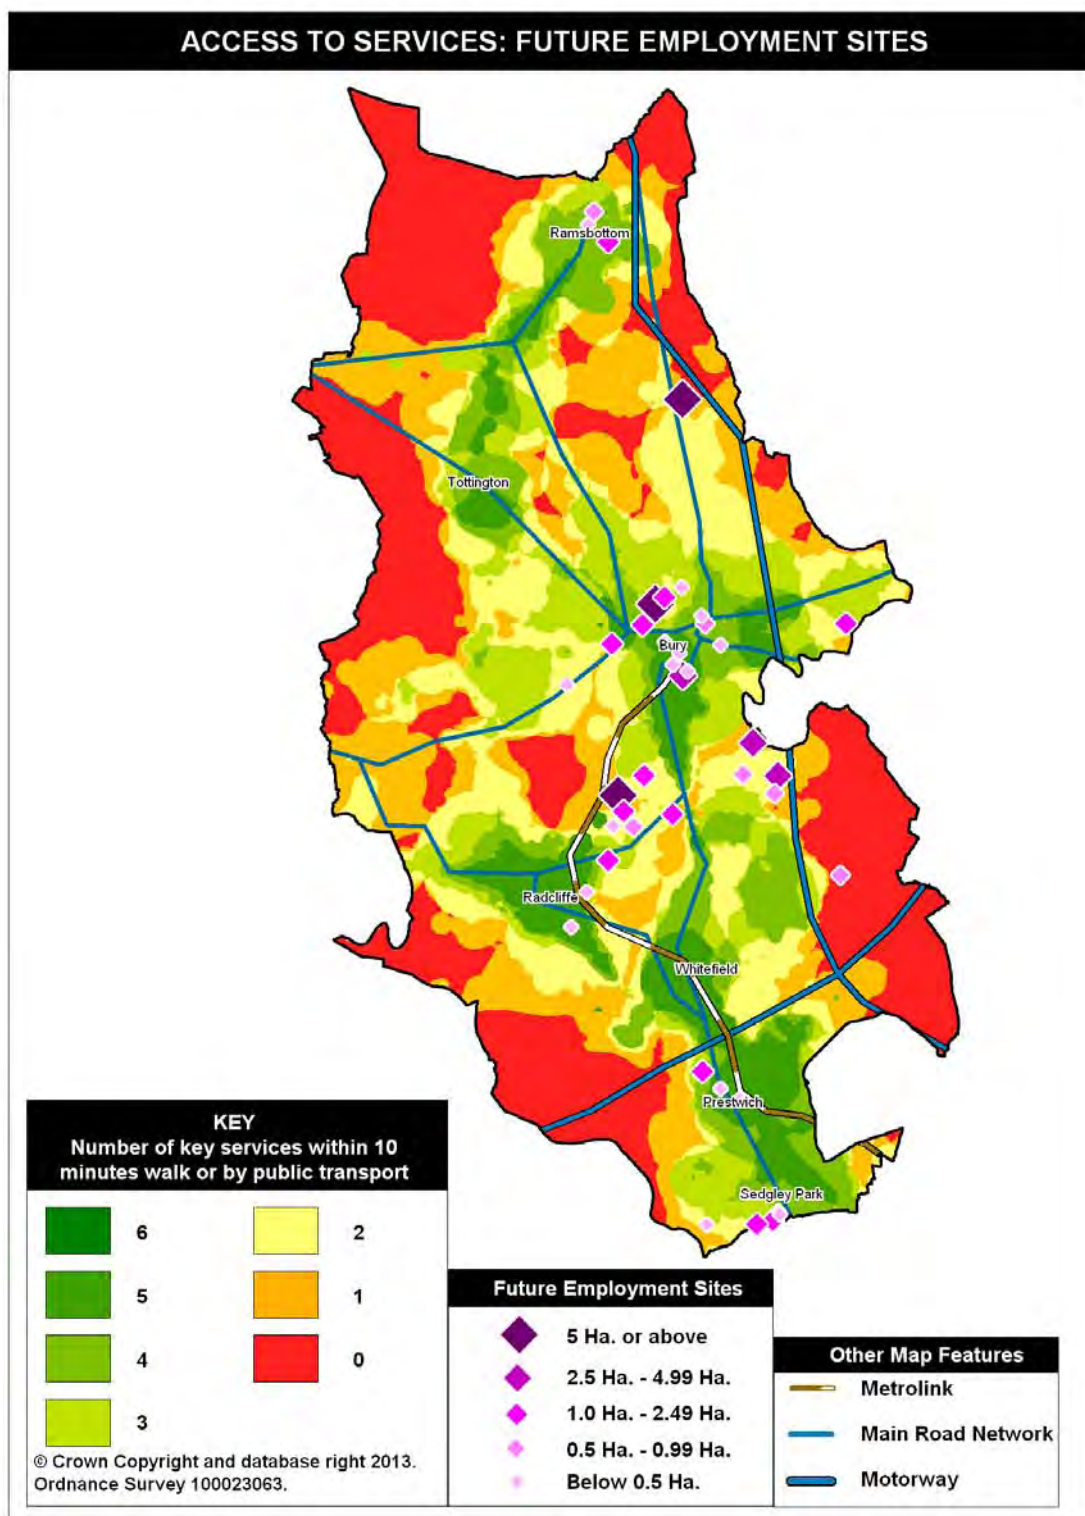 ACCESS TO SERVICES: FUTURE EMPLOYMENT SITES
Ramsbottom
Tottington
Bury
Radcliffe
Whitefield
Prestwich
Sedgley Park
KEY
Number of key services within 10
minutes walk or by public transport
6
2
5
1
4
0
3
© Crown Copyright and database right 2013.
Ordnance Survey 100023063.
Future Employment Sites
5 Ha. or above
2.5 Ha. - 4.99 Ha.
1.0 Ha. - 2.49 Ha.
0.5 Ha. - 0.99 Ha.
Below 0.5 Ha.
Other Map Features
Metrolink
Main Road Network
Motorway